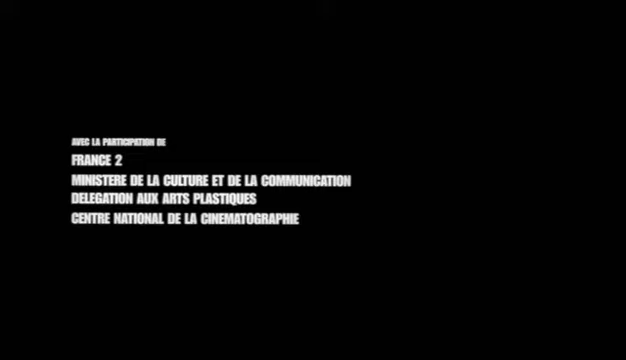 AVEC LA PARTICIPATION DE
FRANCE 2
MINISTERE DE LA CULTURE ET DE LA COMMUNICATION
DELEGATION AUX ARTS PLASTIQUES
CENTRE NATIONAL DE LA CINEMATOGRAPHIE